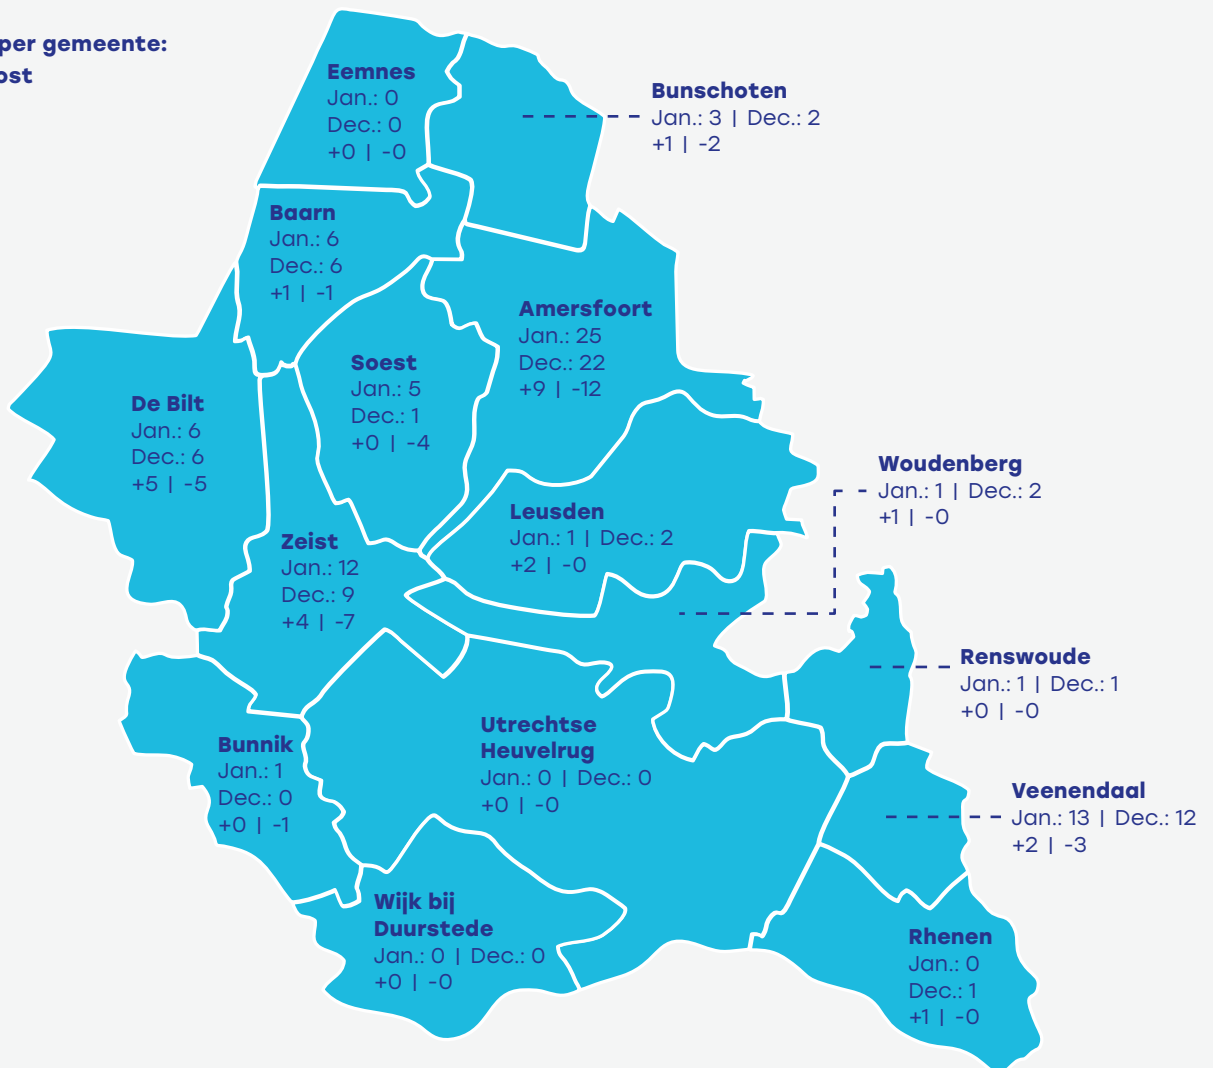 per gemeente:
ost
Eemnes
Jan.: 0
Dec.: 0
+0 | -0
Bunschoten
Jan.: 3 | Dec.: 2
+1 | -2
Baarn
Jan.: 6
Dec.: 6
+1 | -1
Amersfoort
Jan.: 25
Dec.: 22
+9 | -12
Soest
Jan.: 5
Dec.: 1
+0 | -4
De Bilt
Jan.: 6
Dec.: 6
+5 | -5
Woudenberg
Jan.: 1 | Dec.: 2
+1 | -0
Leusden
Jan.: 1 | Dec.: 2
+2 | -0
Zeist
Jan.: 12
Dec.: 9
+4 | -7
Renswoude
Jan.: 1 | Dec.: 1
+0 | -0
Utrechtse
Heuvelrug
Jan.: 0 | Dec.: 0
+0 | -0
Bunnik
Jan.: 1
Dec.: 0
+0 | -1
Veenendaal
Jan.: 13 | Dec.: 12
+2 | -3
Wijk bij
Duurstede
Jan.: 0 | Dec.: 0
+0 | -0
Rhenen
Jan.: 0
Dec.: 1
+1 | -0